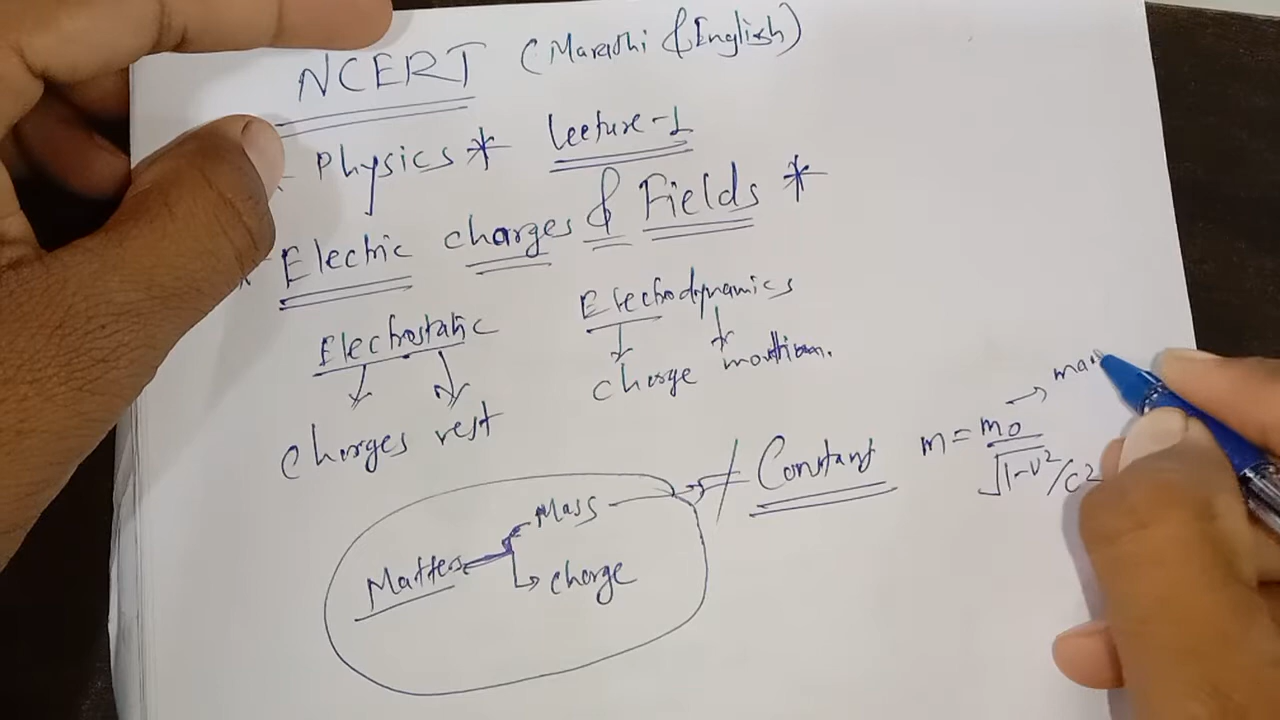 NCERT (Marathi & English)
Physics * Lecture-1
Electric charges & Fields *
Electrostatic Electrodynamics
charges rest charge
Matter Mass ≠ Constant
charge
m = m0 / √1-v²/c²